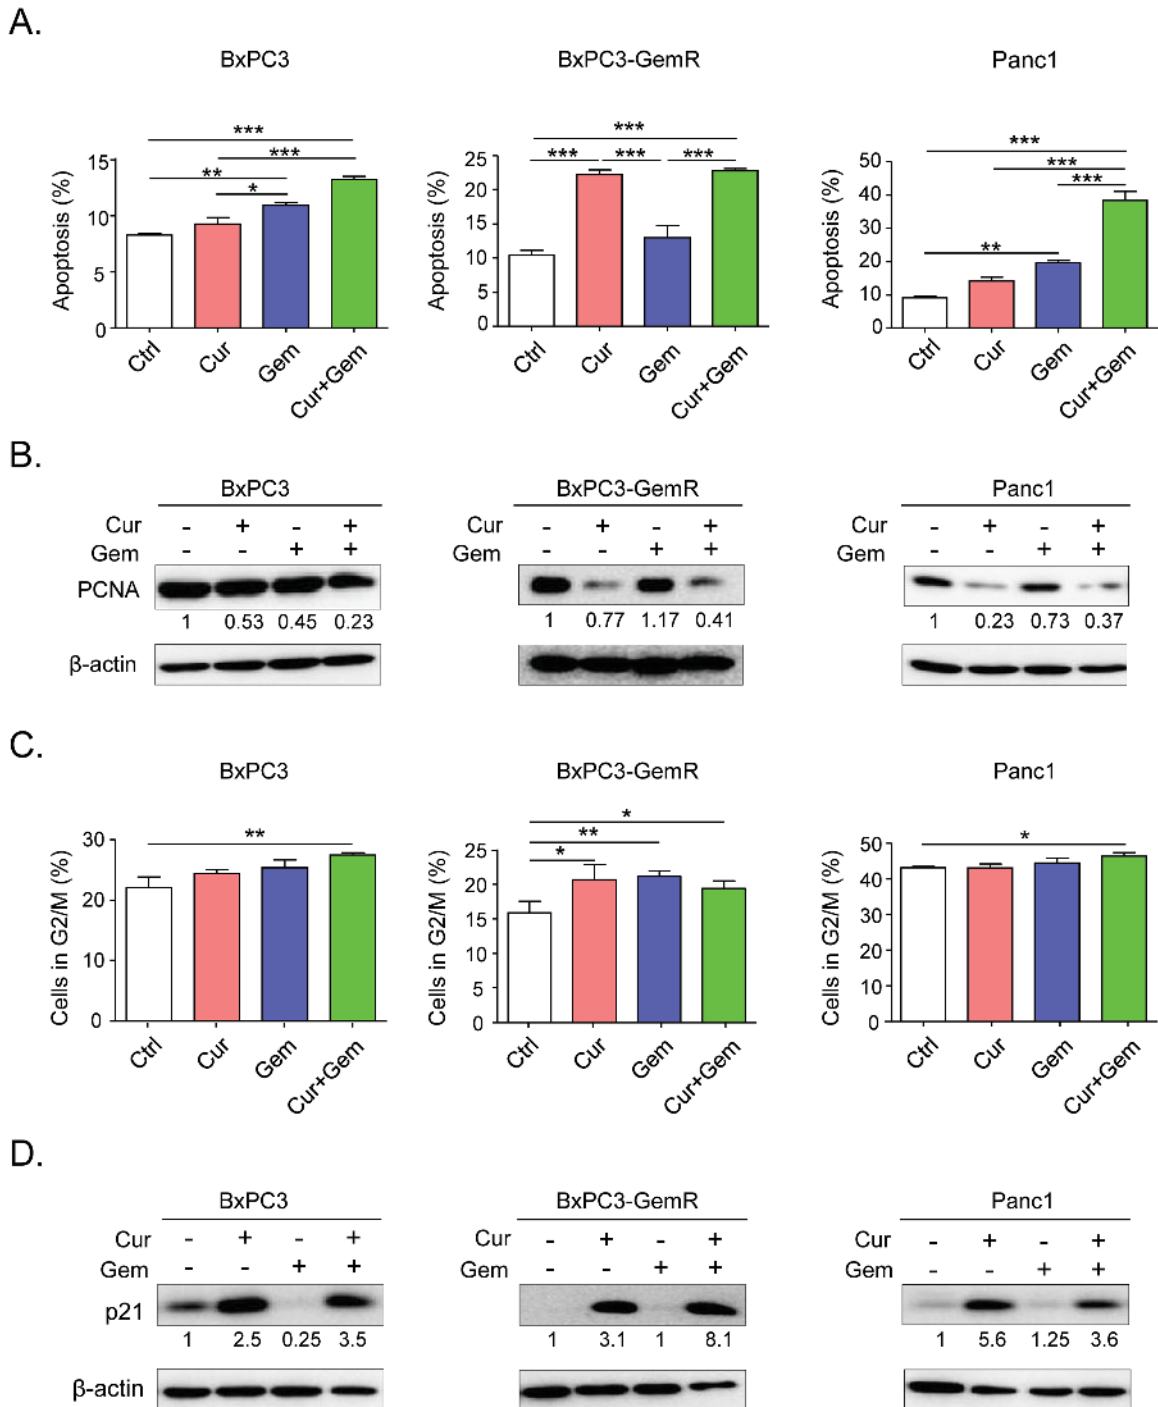 A.
BxPC3 BxPC3-GemR Panc1
*** *** ** *
Apoptosis (%)
15
10
5
0
Ctrl Cur Gem Cur+Gem
*** *** *** ***
Apoptosis (%)
25
20
15
10
5
0
Ctrl Cur Gem Cur+Gem
*** *** *** **
Apoptosis (%)
50
40
30
20
10
0
Ctrl Cur Gem Cur+Gem
B.
BxPC3 BxPC3-GemR Panc1
Cur - + - + Cur - + - + Cur - + - +
Gem - - + + Gem - - + + Gem - - + +
PCNA
1 0.53 0.45 0.23 1 0.77 1.17 0.41 1 0.23 0.73 0.37
β-actin
C.
BxPC3 BxPC3-GemR Panc1
**
Cells in G2/M (%)
30
20
10
0
Ctrl Cur Gem Cur+Gem
* ** *
Cells in G2/M (%)
25
20
15
10
5
0
Ctrl Cur Gem Cur+Gem
*
Cells in G2/M (%)
50
40
30
20
10
0
Ctrl Cur Gem Cur+Gem
D.
BxPC3 BxPC3-GemR Panc1
Cur - + - + Cur - + - + Cur - + - +
Gem - - + + Gem - - + + Gem - - + +
p21
1 2.5 0.25 3.5 1 3.1 1 8.1 1 5.6 1.25 3.6
β-actin